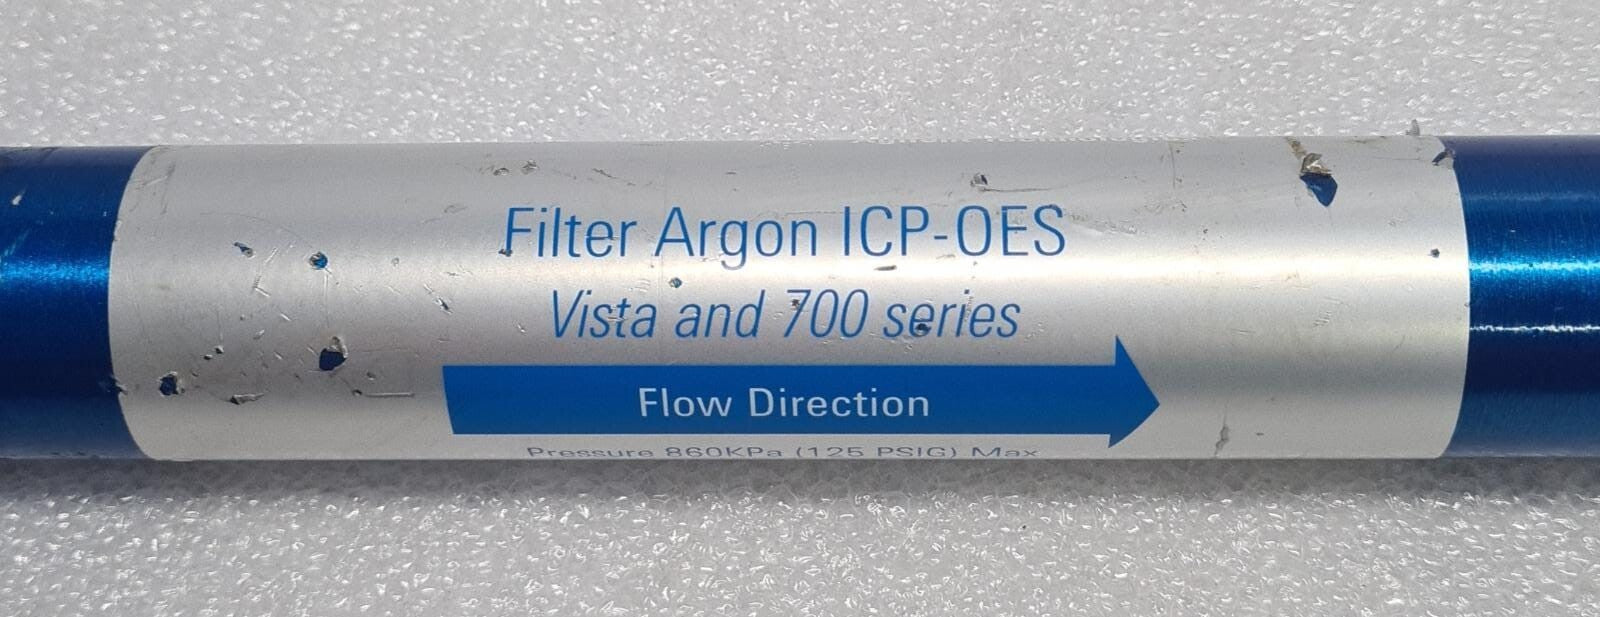 Filter Argon ICP-OES
Vista and 700 series
Flow Direction
Pressure 860KPa (125 PSIG) Max